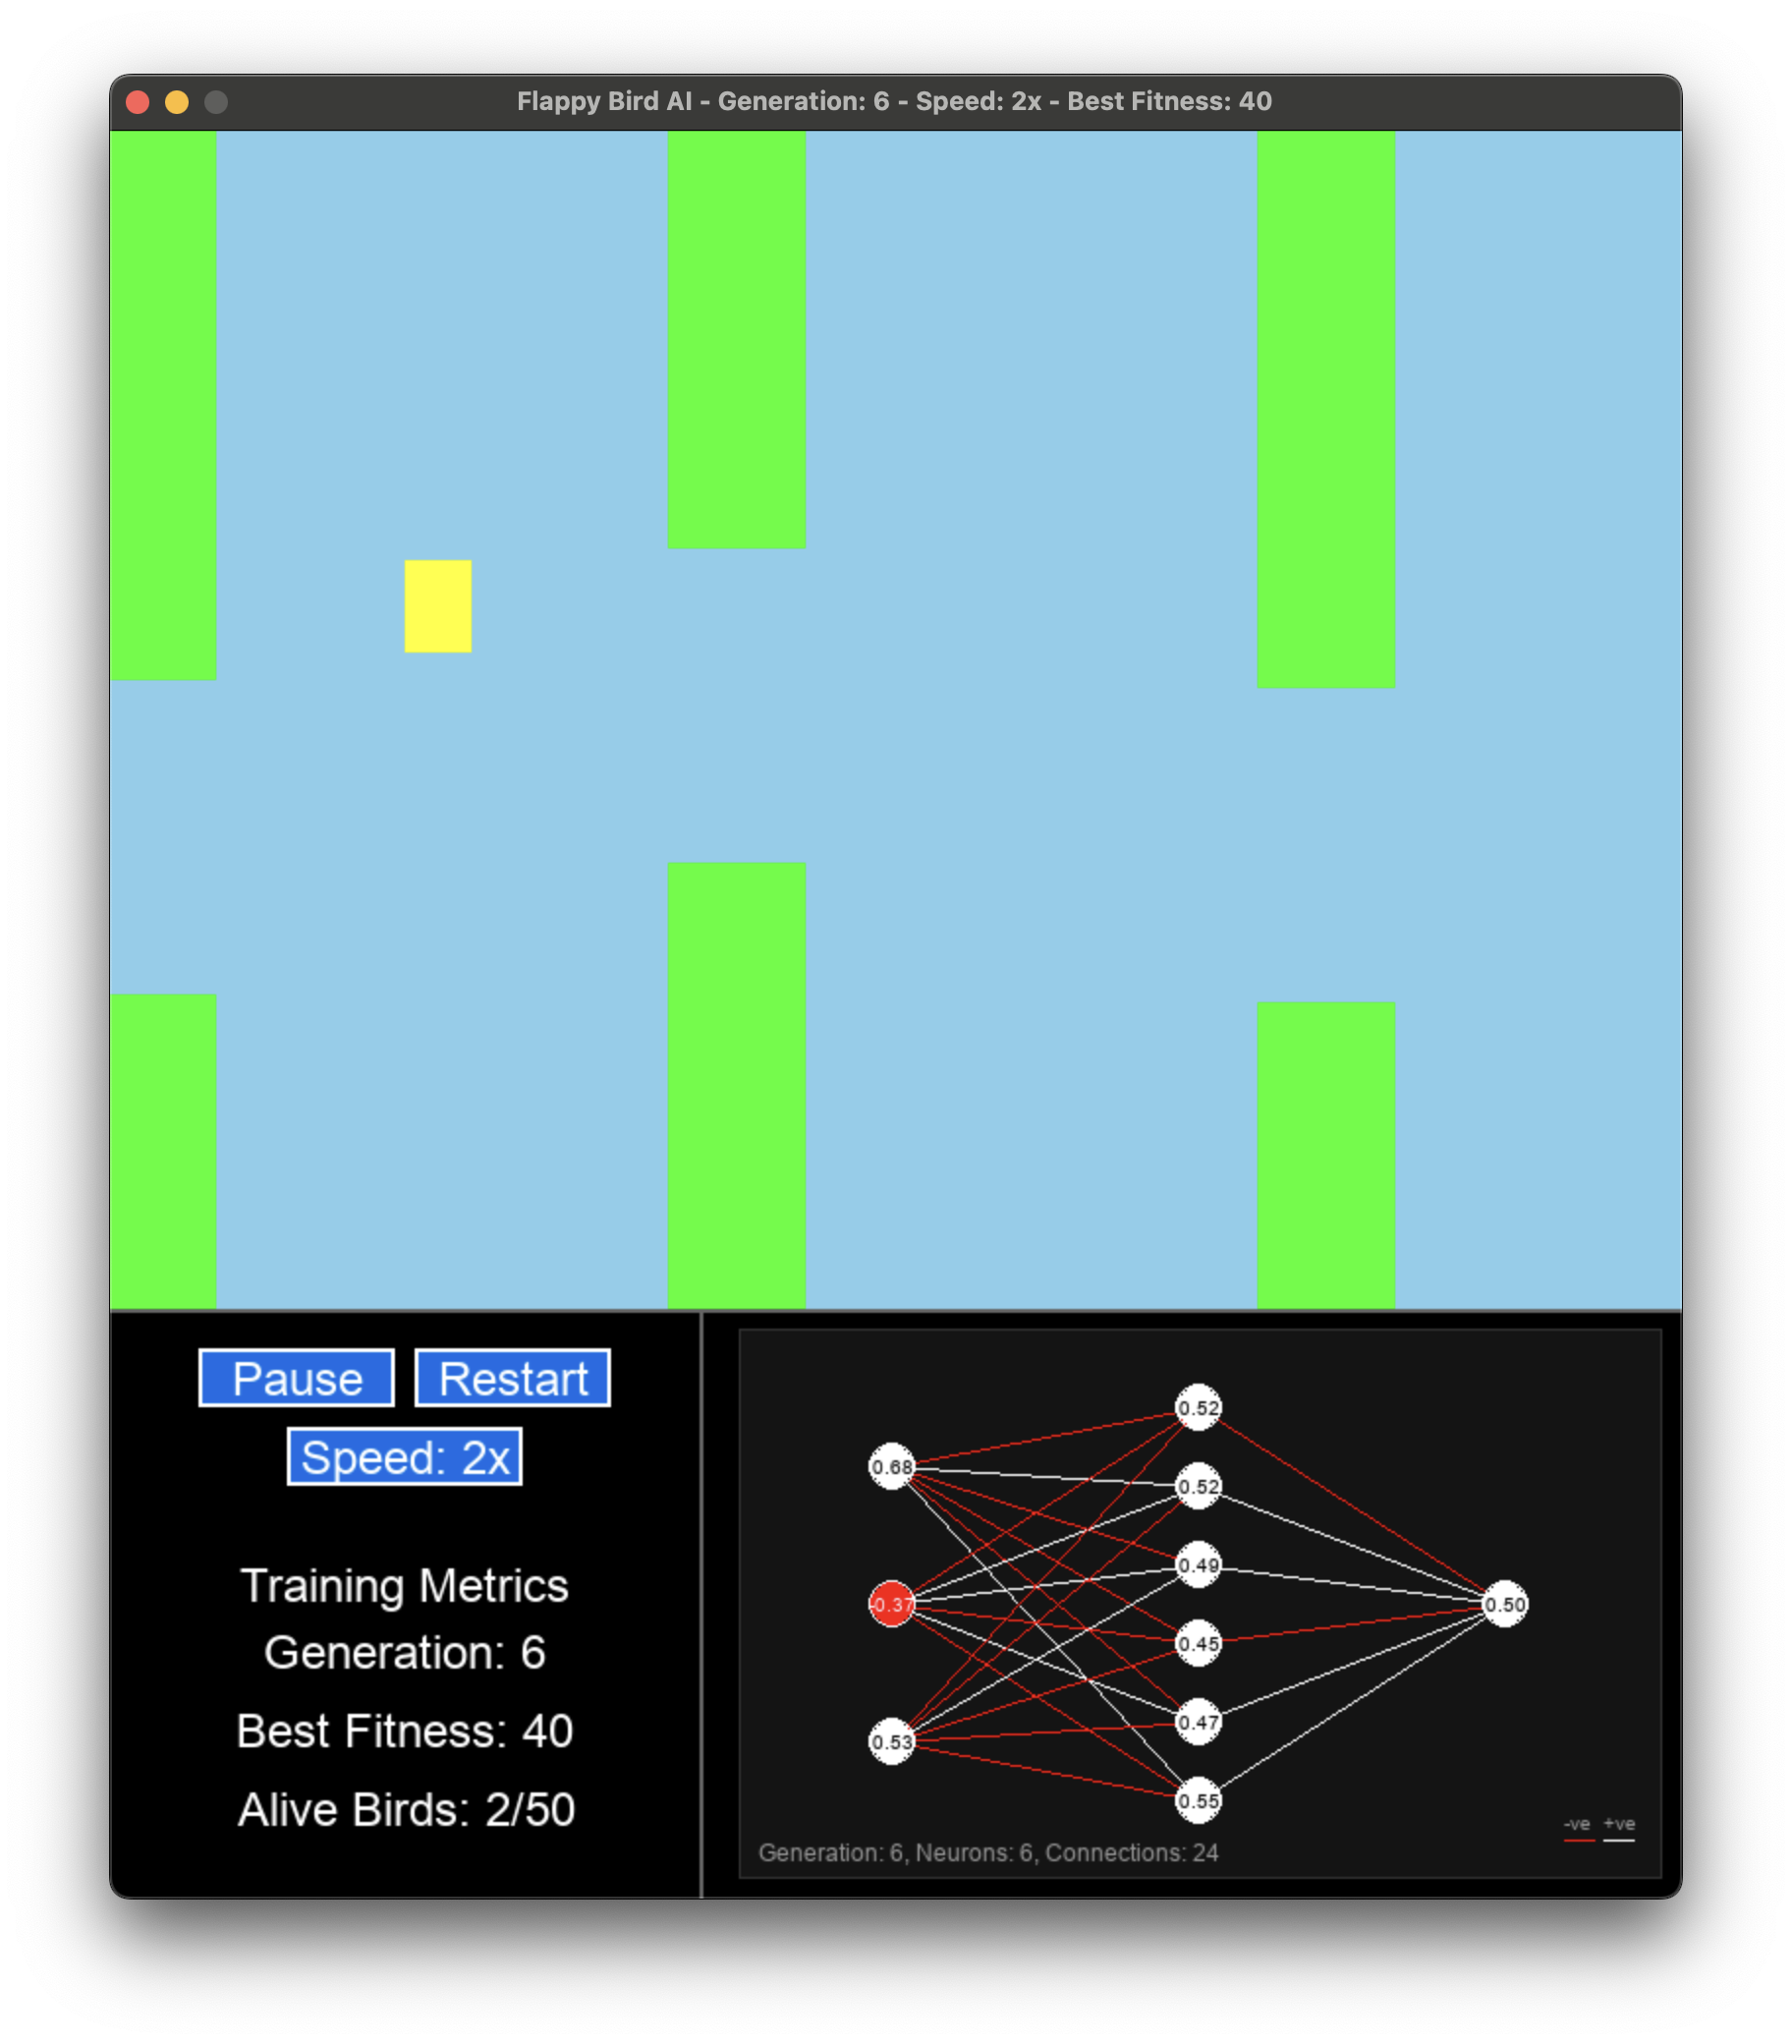 Flappy Bird AI - Generation: 6 - Speed: 2x - Best Fitness: 40
Pause Restart
Speed: 2x
Training Metrics
Generation: 6
Best Fitness: 40
Alive Birds: 2/50
0.52
0.68
0.52
0.49
-0.37
0.50
0.45
0.47
0.53
0.55
-ve +ve
Generation: 6, Neurons: 6, Connections: 24